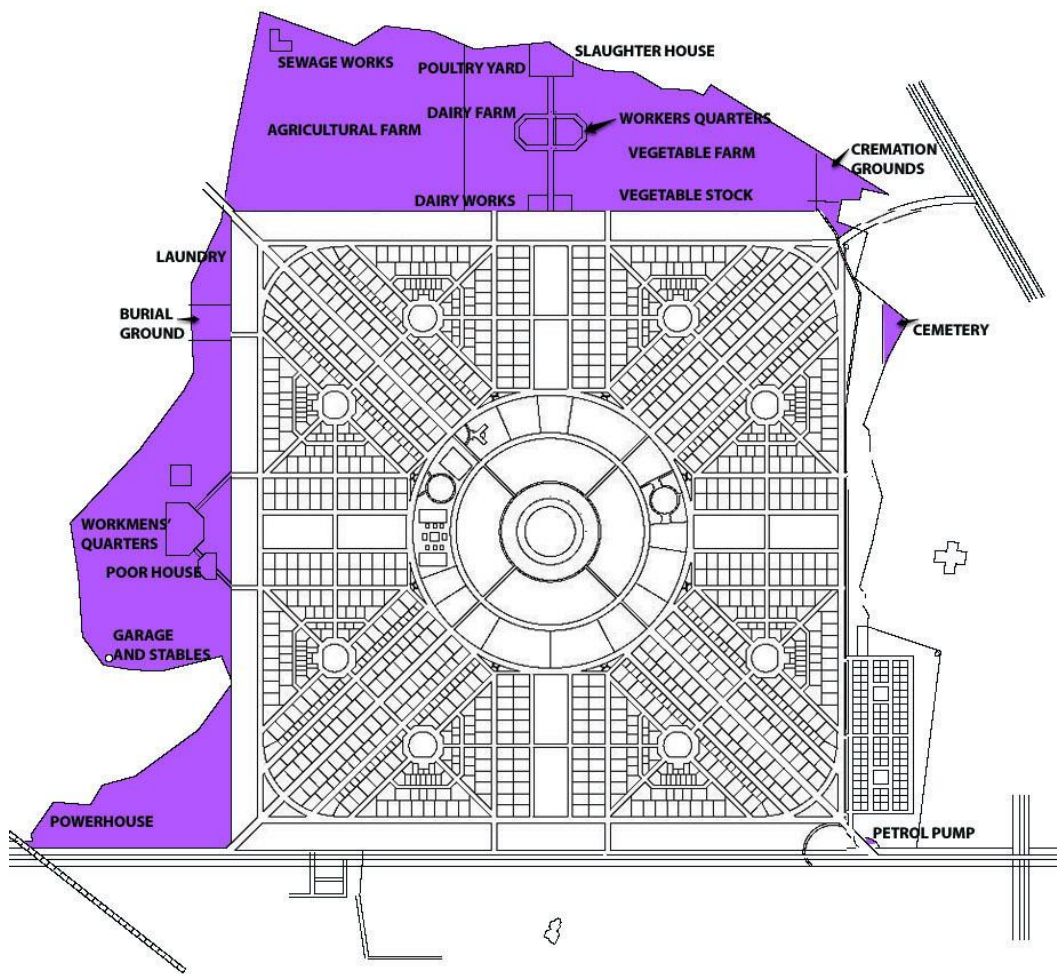 SLAUGHTER HOUSE
SEWAGE WORKS
POULTRY YARD
DAIRY FARM
WORKERS QUARTERS
AGRICULTURAL FARM
VEGETABLE FARM
CREMATION
GROUNDS
DAIRY WORKS
VEGETABLE STOCK
LAUNDRY
BURIAL
GROUND
CEMETERY
WORKMENS'
QUARTERS
POOR HOUSE
GARAGE
AND STABLES
POWERHOUSE
PETROL PUMP